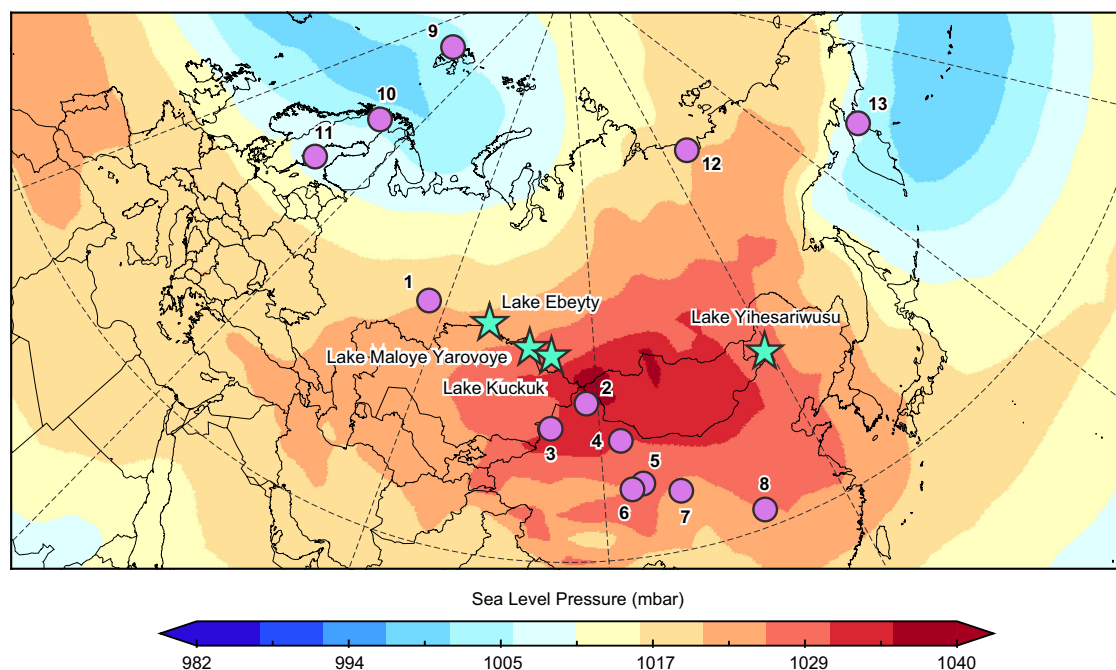 9
10
11
13
12
1
Lake Ebeyty
Lake Yihesariwusu
Lake Maloye Yarovoye
Lake Kuckuk
2
3
4
5
6
7
8
Sea Level Pressure (mbar)
982 994 1005 1017 1029 1040